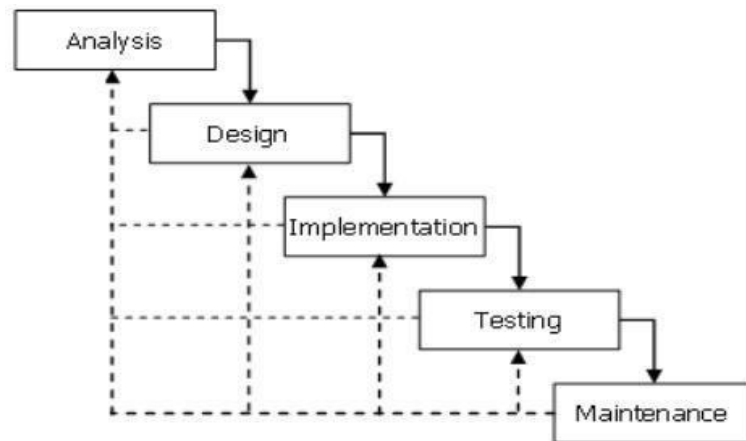 Analysis
Design
Implementation
Testing
Maintenance